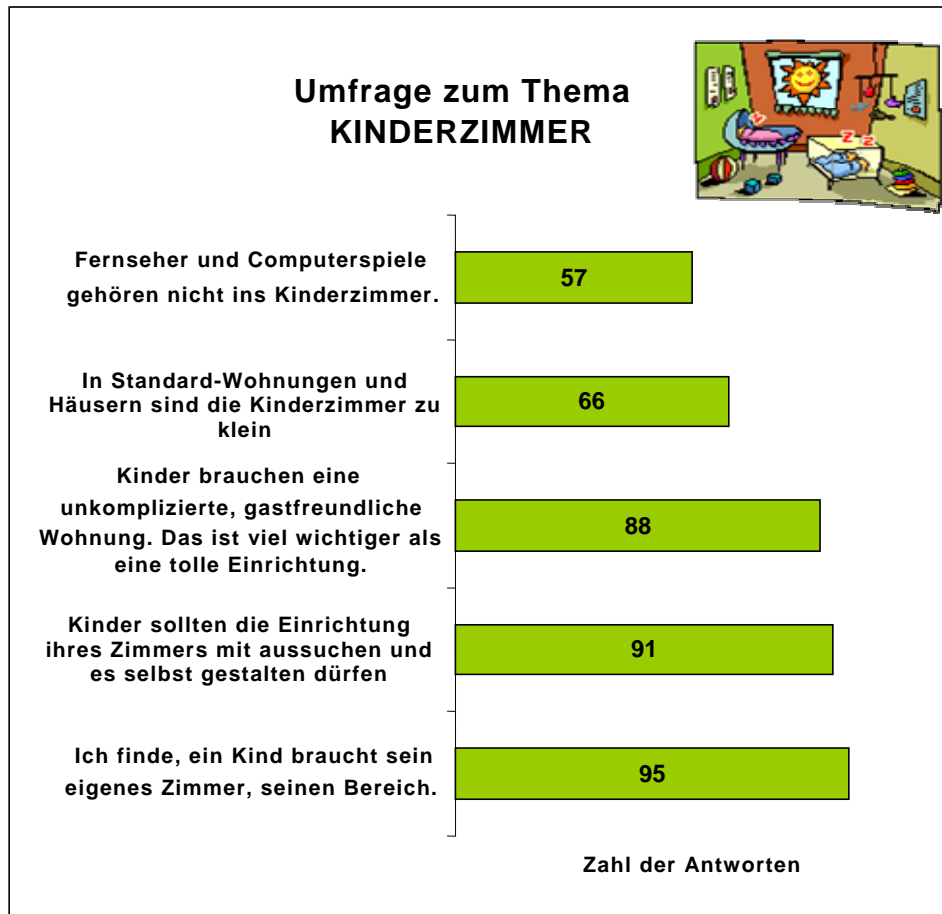 Umfrage zum Thema
KINDERZIMMER
Fernseher und Computerspiele
gehören nicht ins Kinderzimmer.
57
In Standard-Wohnungen und
Häusern sind die Kinderzimmer zu
klein
66
Kinder brauchen eine
unkomplizierte, gastfreundliche
Wohnung. Das ist viel wichtiger als
eine tolle Einrichtung.
88
Kinder sollten die Einrichtung
ihres Zimmers mit aussuchen und
es selbst gestalten dürfen
91
Ich finde, ein Kind braucht sein
eigenes Zimmer, seinen Bereich.
95
Zahl der Antworten
z
z z